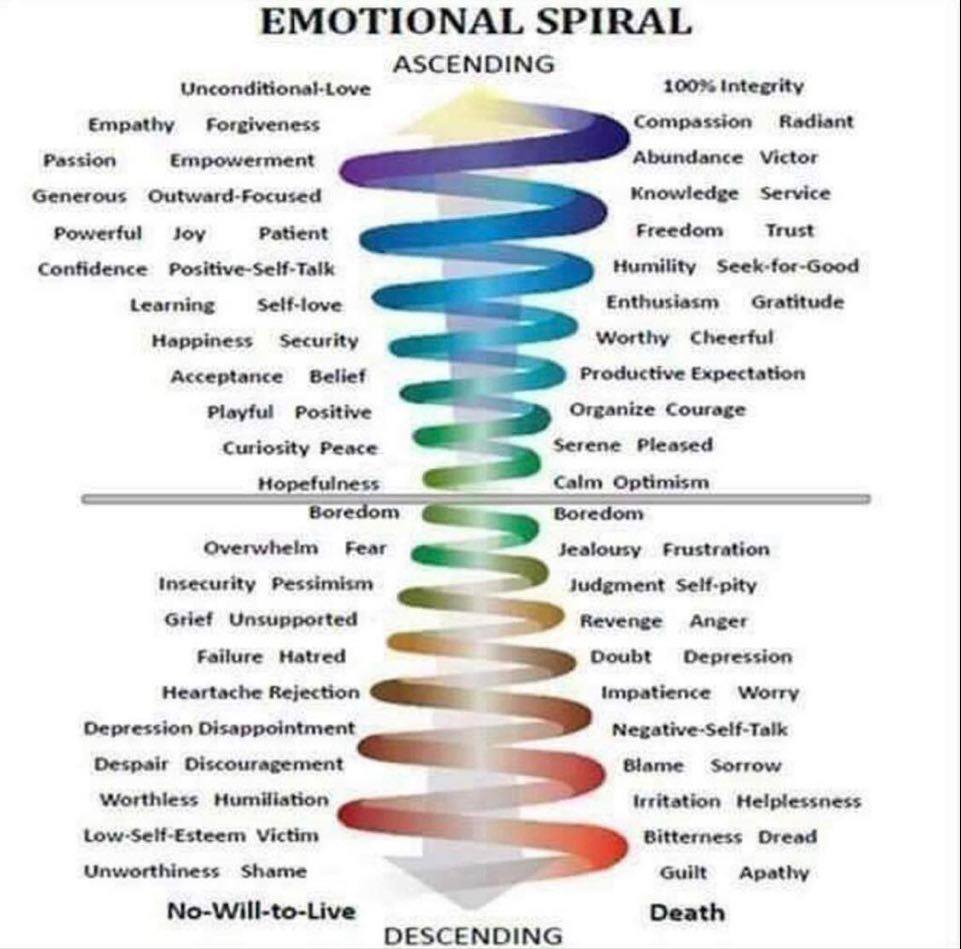 EMOTIONAL SPIRAL
ASCENDING
Unconditional-Love 100% Integrity
Empathy Forgiveness Compassion Radiant
Passion Empowerment Abundance Victor
Generous Outward-Focused Knowledge Service
Powerful Joy Patient Freedom Trust
Confidence Positive-Self-Talk Humility Seek-for-Good
Learning Self-love Enthusiasm Gratitude
Happiness Security Worthy Cheerful
Acceptance Belief Productive Expectation
Playful Positive Organize Courage
Curiosity Peace Serene Pleased
Hopefulness Calm Optimism
Boredom Boredom
Overwhelm Fear Jealousy Frustration
Insecurity Pessimism Judgment Self-pity
Grief Unsupported Revenge Anger
Failure Hatred Doubt Depression
Heartache Rejection Impatience Worry
Depression Disappointment Negative-Self-Talk
Despair Discouragement Blame Sorrow
Worthless Humiliation Irritation Helplessness
Low-Self-Esteem Victim Bitterness Dread
Unworthiness Shame Guilt Apathy
No-Will-to-Live Death
DESCENDING